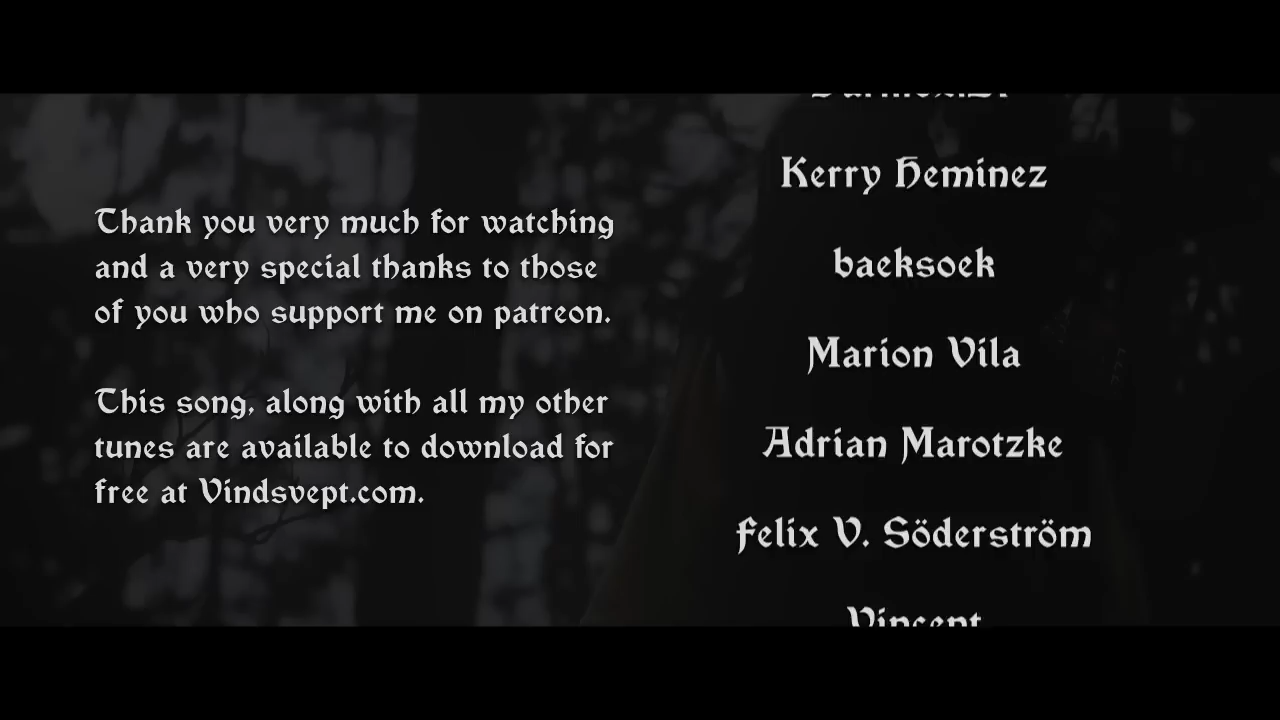 Thank you very much for watching
and a very special thanks to those
of you who support me on patreon.
This song, along with all my other
tunes are available to download for
free at Vindsvept.com.
Kerry Heminez
baeksoek
Marion Vila
Adrian Marotzke
Felix V. Söderström
Vincent